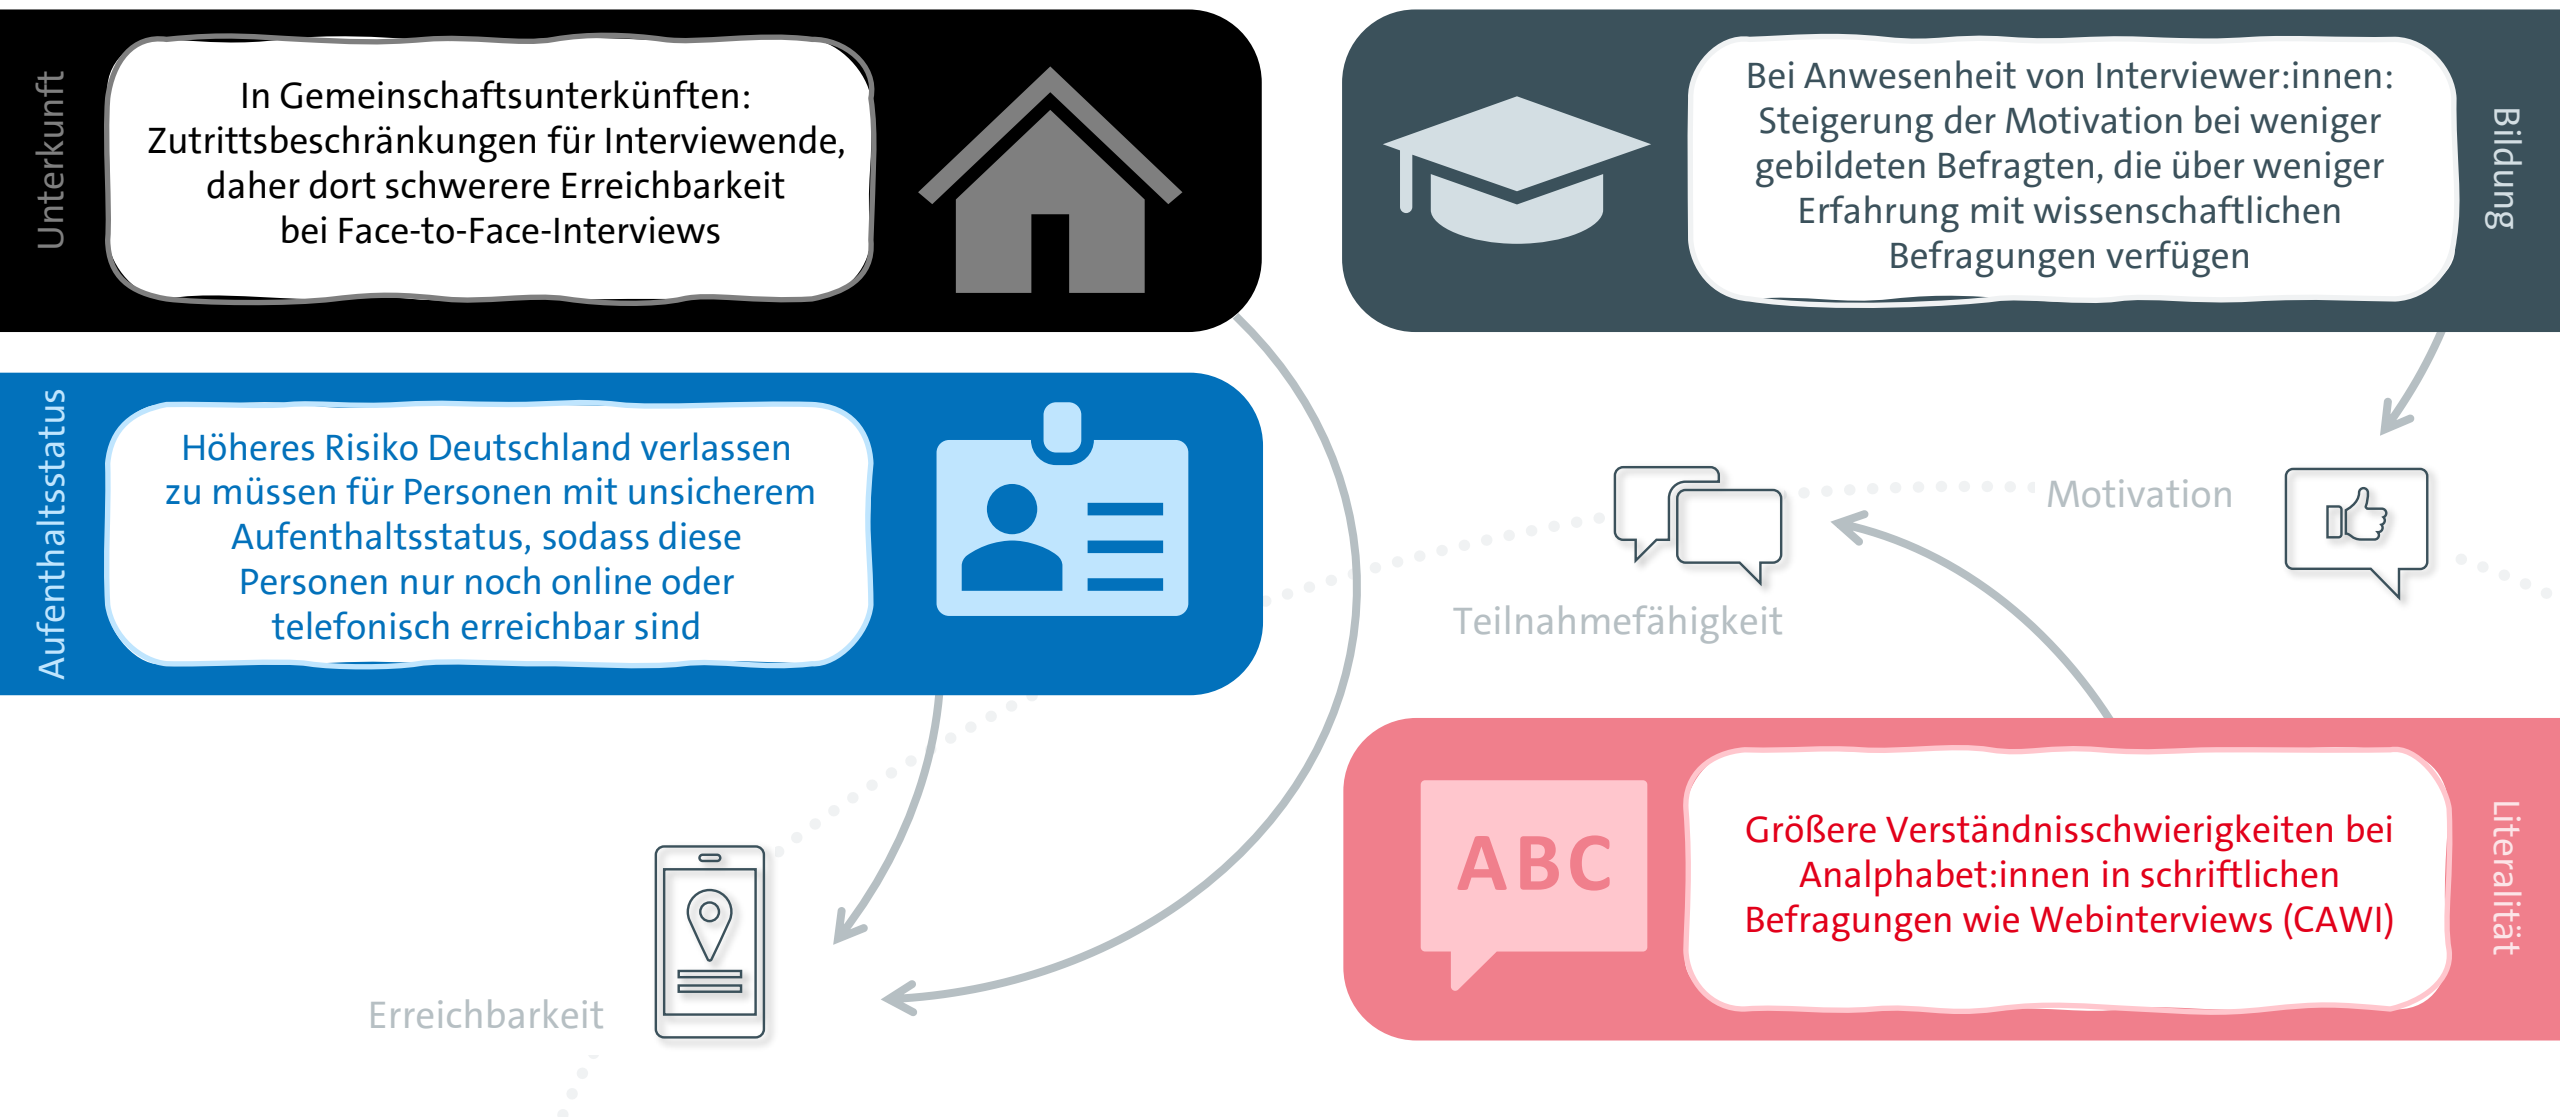 Unterkunft
In Gemeinschaftsunterkünften:
Zutrittsbeschränkungen für Interviewende,
daher dort schwerere Erreichbarkeit
bei Face-to-Face-Interviews
Bei Anwesenheit von Interviewer:innen:
Steigerung der Motivation bei weniger
gebildeten Befragten, die über weniger
Erfahrung mit wissenschaftlichen
Befragungen verfügen
Bildung
Aufenthaltsstatus
Höheres Risiko Deutschland verlassen
zu müssen für Personen mit unsicherem
Aufenthaltsstatus, sodass diese
Personen nur noch online oder
telefonisch erreichbar sind
Motivation
Teilnahmefähigkeit
ABC
Größere Verständnisschwierigkeiten bei
Analphabet:innen in schriftlichen
Befragungen wie Webinterviews (CAWI)
Literalität
Erreichbarkeit